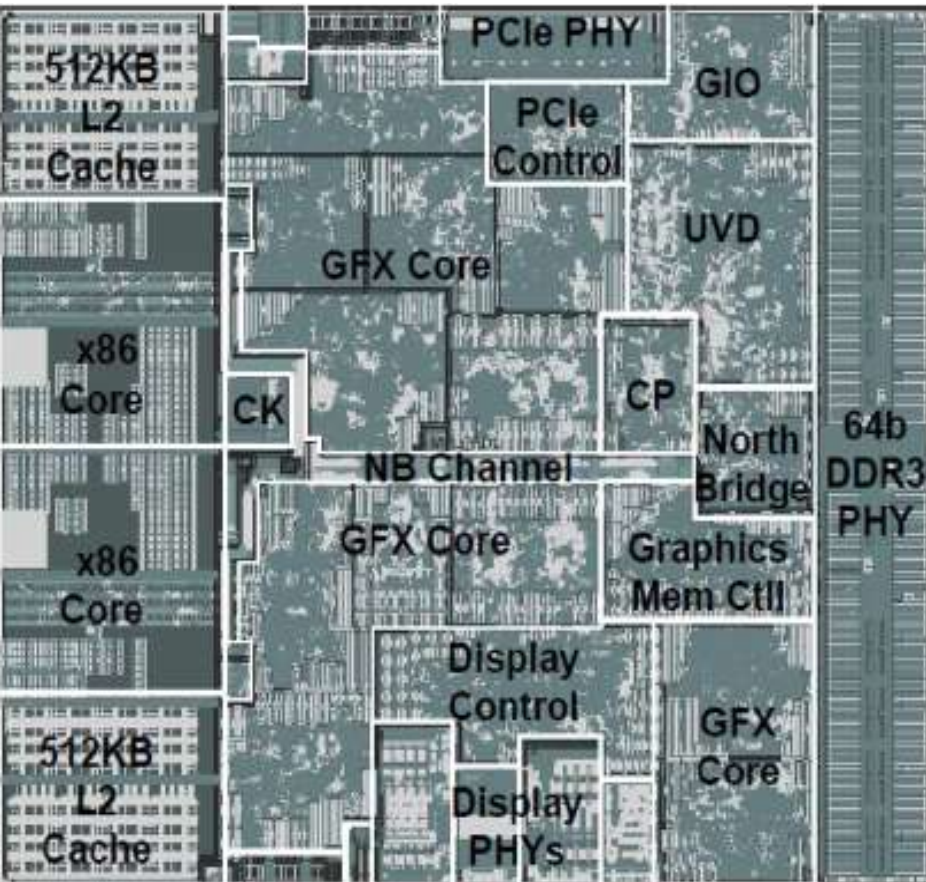 512KB
L2
Cache
PCIe PHY
GIO
PCIe
Control
UVD
GFX Core
x86
Core
CK
CP
North
Bridge
64b
DDR3
PHY
NB Channel
x86
Core
GFX Core
Graphics
Mem Ctll
Display
Control
GFX
Core
512KB
L2
Cache
Display
PHYs